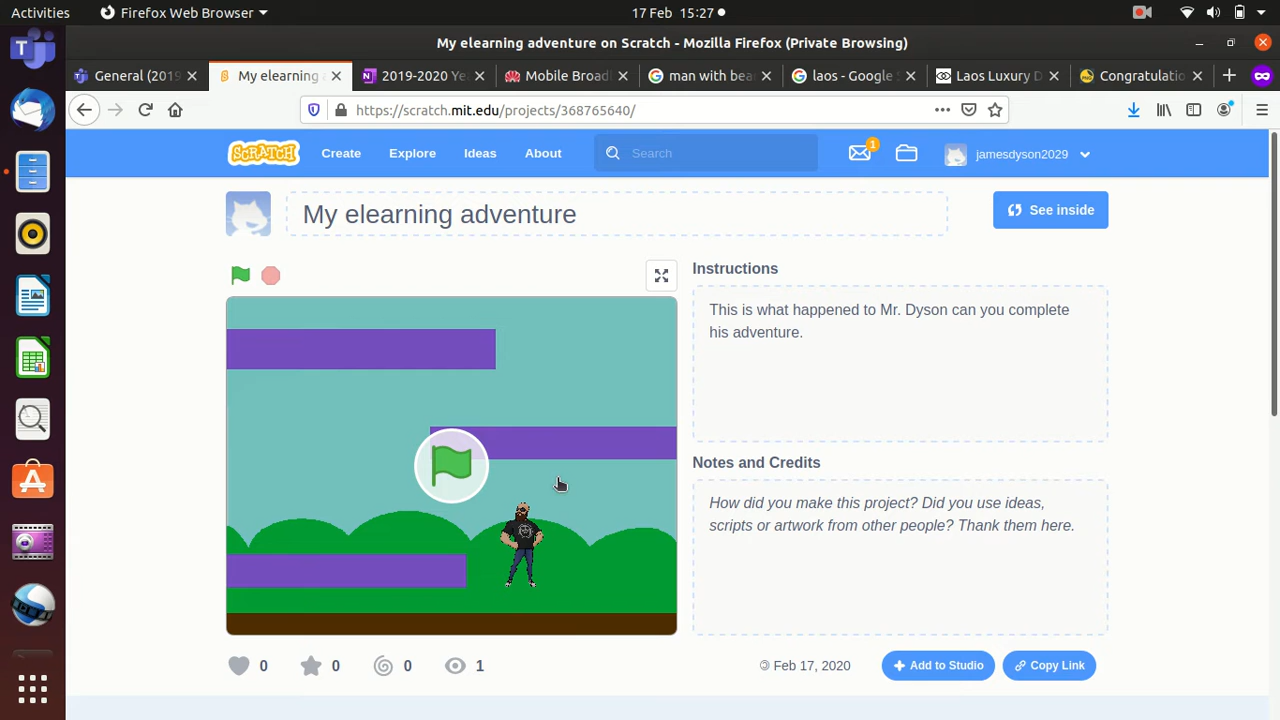 Activities
Firefox Web Browser
17 Feb 15:27
My elearning adventure on Scratch - Mozilla Firefox (Private Browsing)
General (2019
My elearning
2019-2020 Ye
Mobile Broad
man with bea
laos - Google S
Laos Luxury D
Congratulatio
https://scratch.mit.edu/projects/368765640/
SCRATCH
Create
Explore
Ideas
About
Search
1
jamesdyson2029
My elearning adventure
See inside
Instructions
This is what happened to Mr. Dyson can you complete
his adventure.
Notes and Credits
How did you make this project? Did you use ideas,
scripts or artwork from other people? Thank them here.
0
0
0
1
Feb 17, 2020
Add to Studio
Copy Link